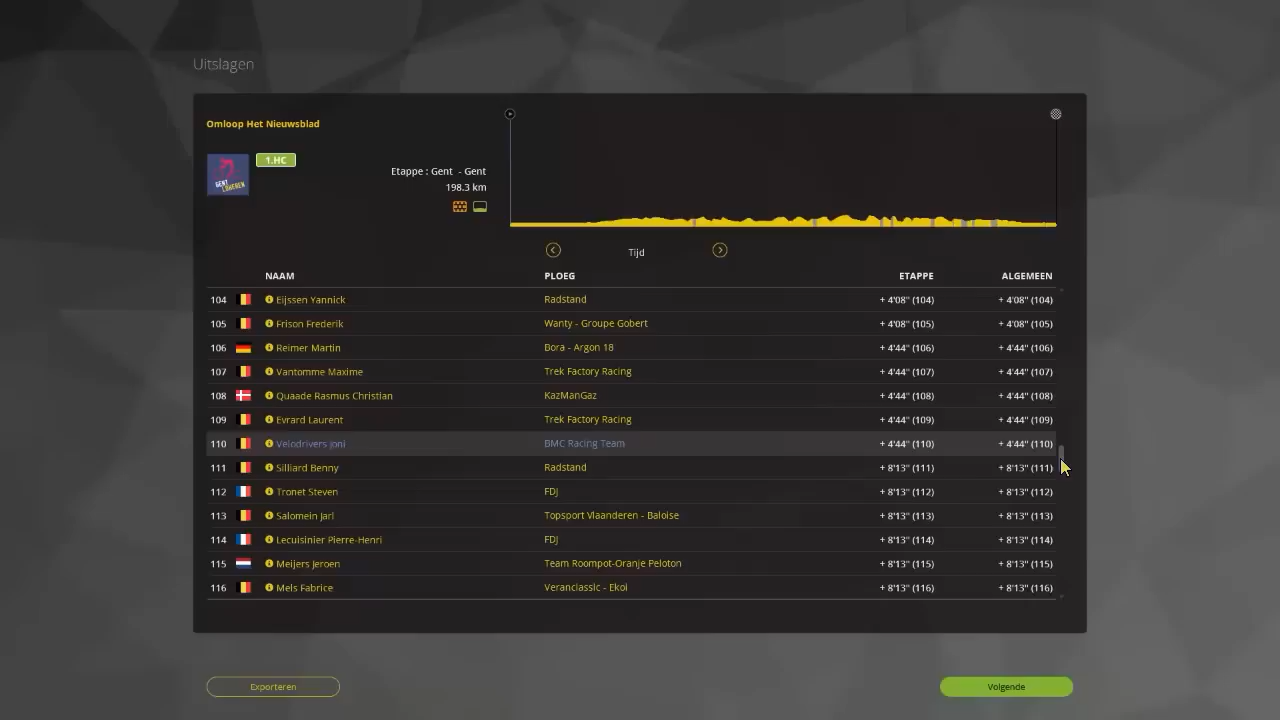 Uitslagen
Omloop Het Nieuwsblad
1.HC
Etappe : Gent - Gent
198.3 km
Tijd
NAAM PLOEG ETAPPE ALGEMEEN
104 Eijssen Yannick Radstand + 4'08'' (104) + 4'08'' (104)
105 Frison Frederik Wanty - Groupe Gobert + 4'08'' (105) + 4'08'' (105)
106 Reimer Martin Bora - Argon 18 + 4'44'' (106) + 4'44'' (106)
107 Vantomme Maxime Trek Factory Racing + 4'44'' (107) + 4'44'' (107)
108 Quaade Rasmus Christian KazManGaz + 4'44'' (108) + 4'44'' (108)
109 Evrard Laurent Trek Factory Racing + 4'44'' (109) + 4'44'' (109)
110 Velodrivers Joni BMC Racing Team + 4'44'' (110) + 4'44'' (110)
111 Silliard Benny Radstand + 8'13'' (111) + 8'13'' (111)
112 Tronet Steven FDJ + 8'13'' (112) + 8'13'' (112)
113 Salomein Jarl Topsport Vlaanderen - Baloise + 8'13'' (113) + 8'13'' (113)
114 Lecuisinier Pierre-Henri FDJ + 8'13'' (114) + 8'13'' (114)
115 Meijers Jeroen Team Roompot-Oranje Peloton + 8'13'' (115) + 8'13'' (115)
116 Mels Fabrice Veranclassic - Ekoi + 8'13'' (116) + 8'13'' (116)
Exporteren
Volgende